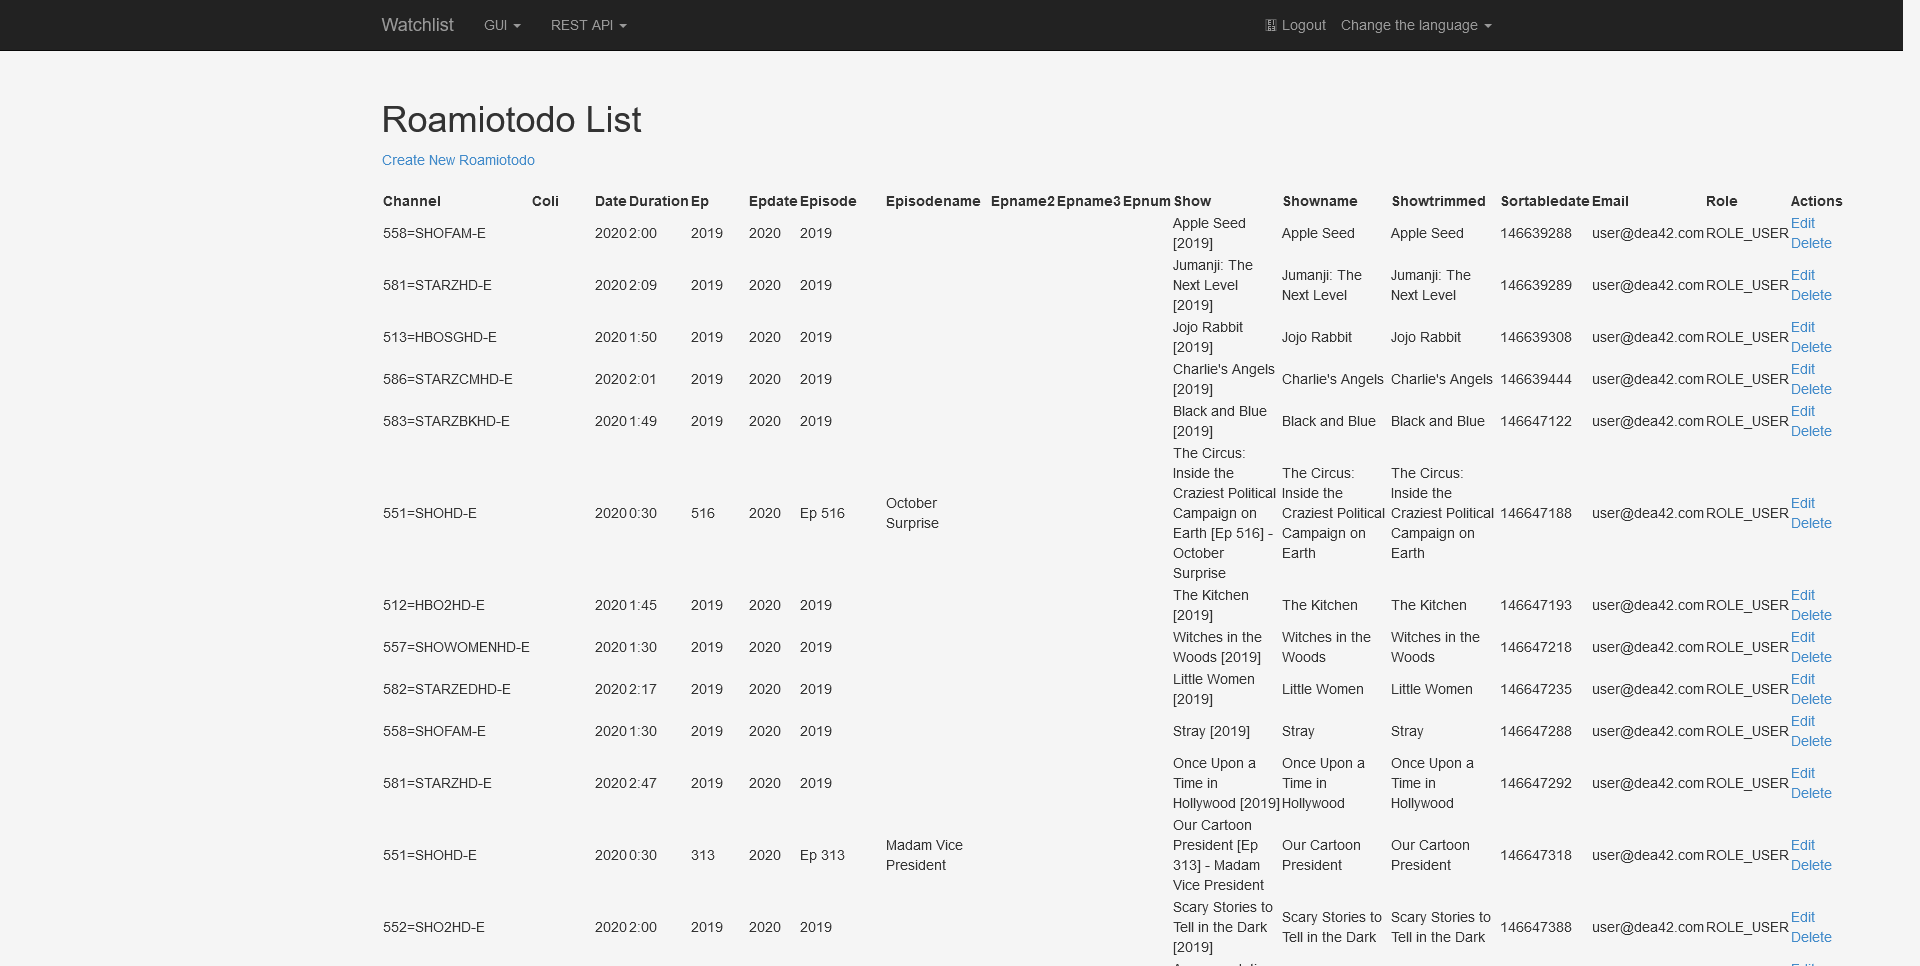 Watchlist GUI REST API Logout Change the language
Roamiotodo List
Create New Roamiotodo
Channel Coli Date Duration Ep Epdate Episode Episodename Epname2 Epname3 Epnum Show Showname Showtrimmed Sortabledate Email Role Actions
558=SHOFAM-E 2020 2:00 2019 2020 2019 Apple Seed [2019] Apple Seed Apple Seed 146639288 user@dea42.com ROLE_USER Edit Delete
581=STARZHD-E 2020 2:09 2019 2020 2019 Jumanji: The Next Level [2019] Jumanji: The Next Level Jumanji: The Next Level 146639289 user@dea42.com ROLE_USER Edit Delete
513=HBOSGHD-E 2020 1:50 2019 2020 2019 Jojo Rabbit [2019] Jojo Rabbit Jojo Rabbit 146639308 user@dea42.com ROLE_USER Edit Delete
586=STARZCMHD-E 2020 2:01 2019 2020 2019 Charlie's Angels [2019] Charlie's Angels Charlie's Angels 146639444 user@dea42.com ROLE_USER Edit Delete
583=STARZBKHD-E 2020 1:49 2019 2020 2019 Black and Blue [2019] Black and Blue Black and Blue 146647122 user@dea42.com ROLE_USER Edit Delete
551=SHOHD-E 2020 0:30 516 2020 Ep 516 October Surprise The Circus: Inside the Craziest Political Campaign on Earth [Ep 516] - October Surprise The Circus: Inside the Craziest Political Campaign on Earth The Circus: Inside the Craziest Political Campaign on Earth 146647188 user@dea42.com ROLE_USER Edit Delete
512=HBO2HD-E 2020 1:45 2019 2020 2019 The Kitchen [2019] The Kitchen The Kitchen 146647193 user@dea42.com ROLE_USER Edit Delete
557=SHOWOMENHD-E 2020 1:30 2019 2020 2019 Witches in the Woods [2019] Witches in the Woods Witches in the Woods 146647218 user@dea42.com ROLE_USER Edit Delete
582=STARZEDHD-E 2020 2:17 2019 2020 2019 Little Women [2019] Little Women Little Women 146647235 user@dea42.com ROLE_USER Edit Delete
558=SHOFAM-E 2020 1:30 2019 2020 2019 Stray [2019] Stray Stray 146647288 user@dea42.com ROLE_USER Edit Delete
581=STARZHD-E 2020 2:47 2019 2020 2019 Once Upon a Time in Hollywood [2019] Once Upon a Time in Hollywood Once Upon a Time in Hollywood 146647292 user@dea42.com ROLE_USER Edit Delete
551=SHOHD-E 2020 0:30 313 2020 Ep 313 Madam Vice President Our Cartoon President [Ep 313] - Madam Vice President Our Cartoon President Our Cartoon President 146647318 user@dea42.com ROLE_USER Edit Delete
552=SHO2HD-E 2020 2:00 2019 2020 2019 Scary Stories to Tell in the Dark [2019] Scary Stories to Tell in the Dark Scary Stories to Tell in the Dark 146647388 user@dea42.com ROLE_USER Edit Delete